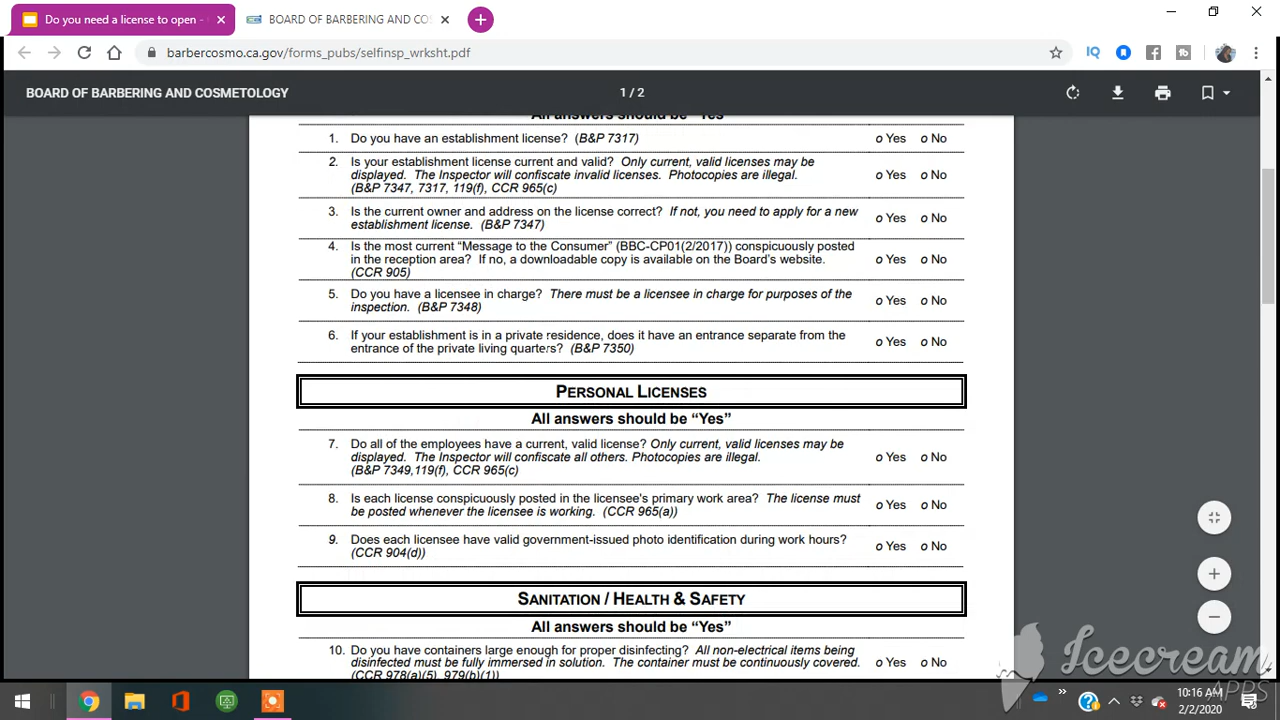 Do you need a license to open -
BOARD OF BARBERING AND CO
barbercosmo.ca.gov/forms_pubs/selfinsp_wrksht.pdf
BOARD OF BARBERING AND COSMETOLOGY
1 / 2
All answers should be “Yes”
1. Do you have an establishment license? (B&P 7317) o Yes o No
2. Is your establishment license current and valid? Only current, valid licenses may be
displayed. The Inspector will confiscate invalid licenses. Photocopies are illegal. o Yes o No
(B&P 7347, 7317, 119(f), CCR 965(c)
3. Is the current owner and address on the license correct? If not, you need to apply for a new
establishment license. (B&P 7347) o Yes o No
4. Is the most current “Message to the Consumer” (BBC-CP01(2/2017)) conspicuously posted
in the reception area? If no, a downloadable copy is available on the Board’s website. o Yes o No
(CCR 905)
5. Do you have a licensee in charge? There must be a licensee in charge for purposes of the
inspection. (B&P 7348) o Yes o No
6. If your establishment is in a private residence, does it have an entrance separate from the
entrance of the private living quarters? (B&P 7350) o Yes o No
PERSONAL LICENSES
All answers should be “Yes”
7. Do all of the employees have a current, valid license? Only current, valid licenses may be
displayed. The Inspector will confiscate all others. Photocopies are illegal. o Yes o No
(B&P 7349,119(f), CCR 965(c)
8. Is each license conspicuously posted in the licensee's primary work area? The license must
be posted whenever the licensee is working. (CCR 965(a)) o Yes o No
9. Does each licensee have valid government-issued photo identification during work hours?
(CCR 904(d)) o Yes o No
SANITATION / HEALTH & SAFETY
All answers should be “Yes”
10. Do you have containers large enough for proper disinfecting? All non-electrical items being
disinfected must be fully immersed in solution. The container must be continuously covered. o Yes o No
(CCR 978(a)(5), 979(b)(1))
Icecream
APPS
10:16 AM
2/2/2020